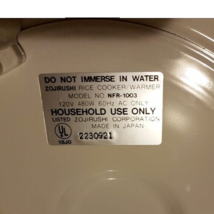 DO NOT IMMERSE IN WATER
ZOJIRUSHI RICE COOKER/WARMER
MODEL NO. NFR-1003
120V 480W 60Hz AC ONLY
HOUSEHOLD USE ONLY
LISTED ZOJIRUSHI CORPORATION
MADE IN JAPAN
UL
2230921